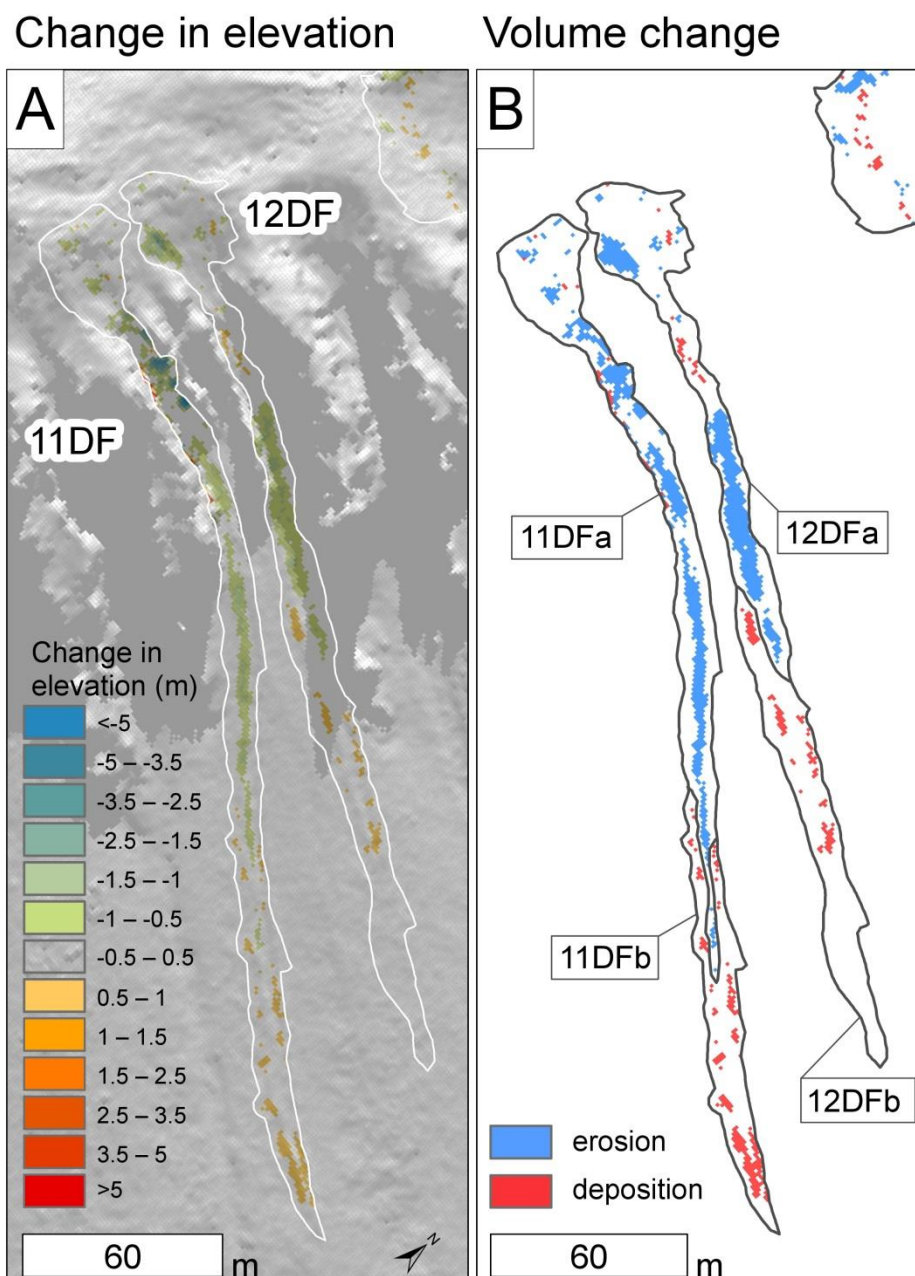 Change in elevation
Volume change
A
12DF
11DF
Change in
elevation (m)
<-5
-5 – -3.5
-3.5 – -2.5
-2.5 – -1.5
-1.5 – -1
-1 – -0.5
-0.5 – 0.5
0.5 – 1
1 – 1.5
1.5 – 2.5
2.5 – 3.5
3.5 – 5
>5
60
m
N
B
11DFa
12DFa
11DFb
12DFb
erosion
deposition
60
m